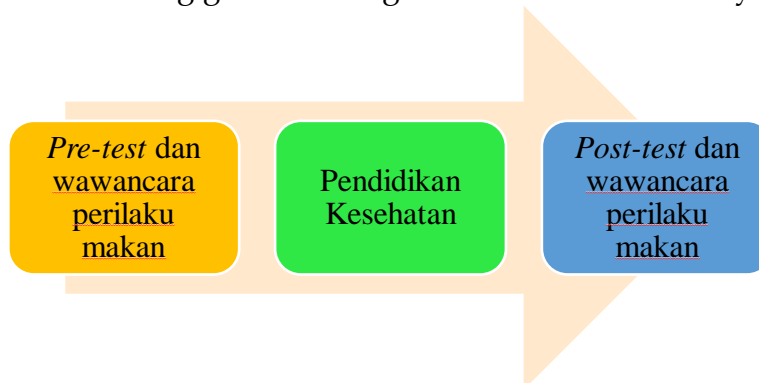 Pre-test dan
wawancara
perilaku
makan
Pendidikan
Kesehatan
Post-test dan
wawancara
perilaku
makan